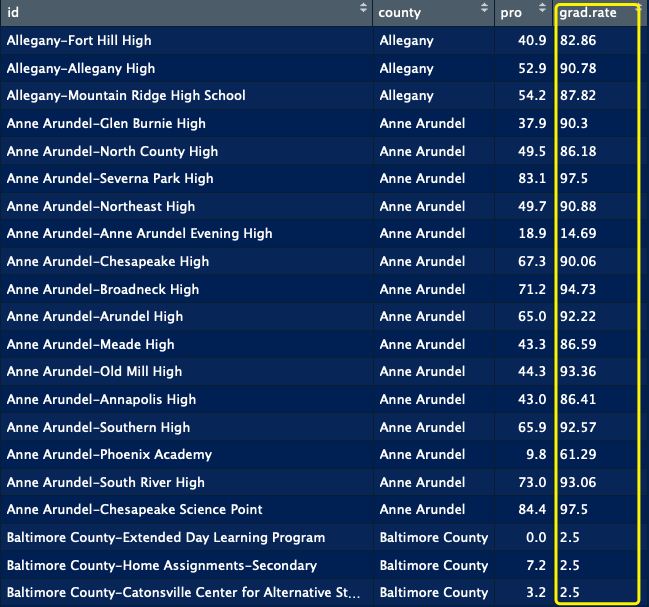 id county pro grad.rate
Allegany-Fort Hill High Allegany 40.9 82.86
Allegany-Allegany High Allegany 52.9 90.78
Allegany-Mountain Ridge High School Allegany 54.2 87.82
Anne Arundel-Glen Burnie High Anne Arundel 37.9 90.3
Anne Arundel-North County High Anne Arundel 49.5 86.18
Anne Arundel-Severna Park High Anne Arundel 83.1 97.5
Anne Arundel-Northeast High Anne Arundel 49.7 90.88
Anne Arundel-Anne Arundel Evening High Anne Arundel 18.9 14.69
Anne Arundel-Chesapeake High Anne Arundel 67.3 90.06
Anne Arundel-Broadneck High Anne Arundel 71.2 94.73
Anne Arundel-Arundel High Anne Arundel 65.0 92.22
Anne Arundel-Meade High Anne Arundel 43.3 86.59
Anne Arundel-Old Mill High Anne Arundel 44.3 93.36
Anne Arundel-Annapolis High Anne Arundel 43.0 86.41
Anne Arundel-Southern High Anne Arundel 65.9 92.57
Anne Arundel-Phoenix Academy Anne Arundel 9.8 61.29
Anne Arundel-South River High Anne Arundel 73.0 93.06
Anne Arundel-Chesapeake Science Point Anne Arundel 84.4 97.5
Baltimore County-Extended Day Learning Program Baltimore County 0.0 2.5
Baltimore County-Home Assignments-Secondary Baltimore County 7.2 2.5
Baltimore County-Catonsville Center for Alternative St... Baltimore County 3.2 2.5